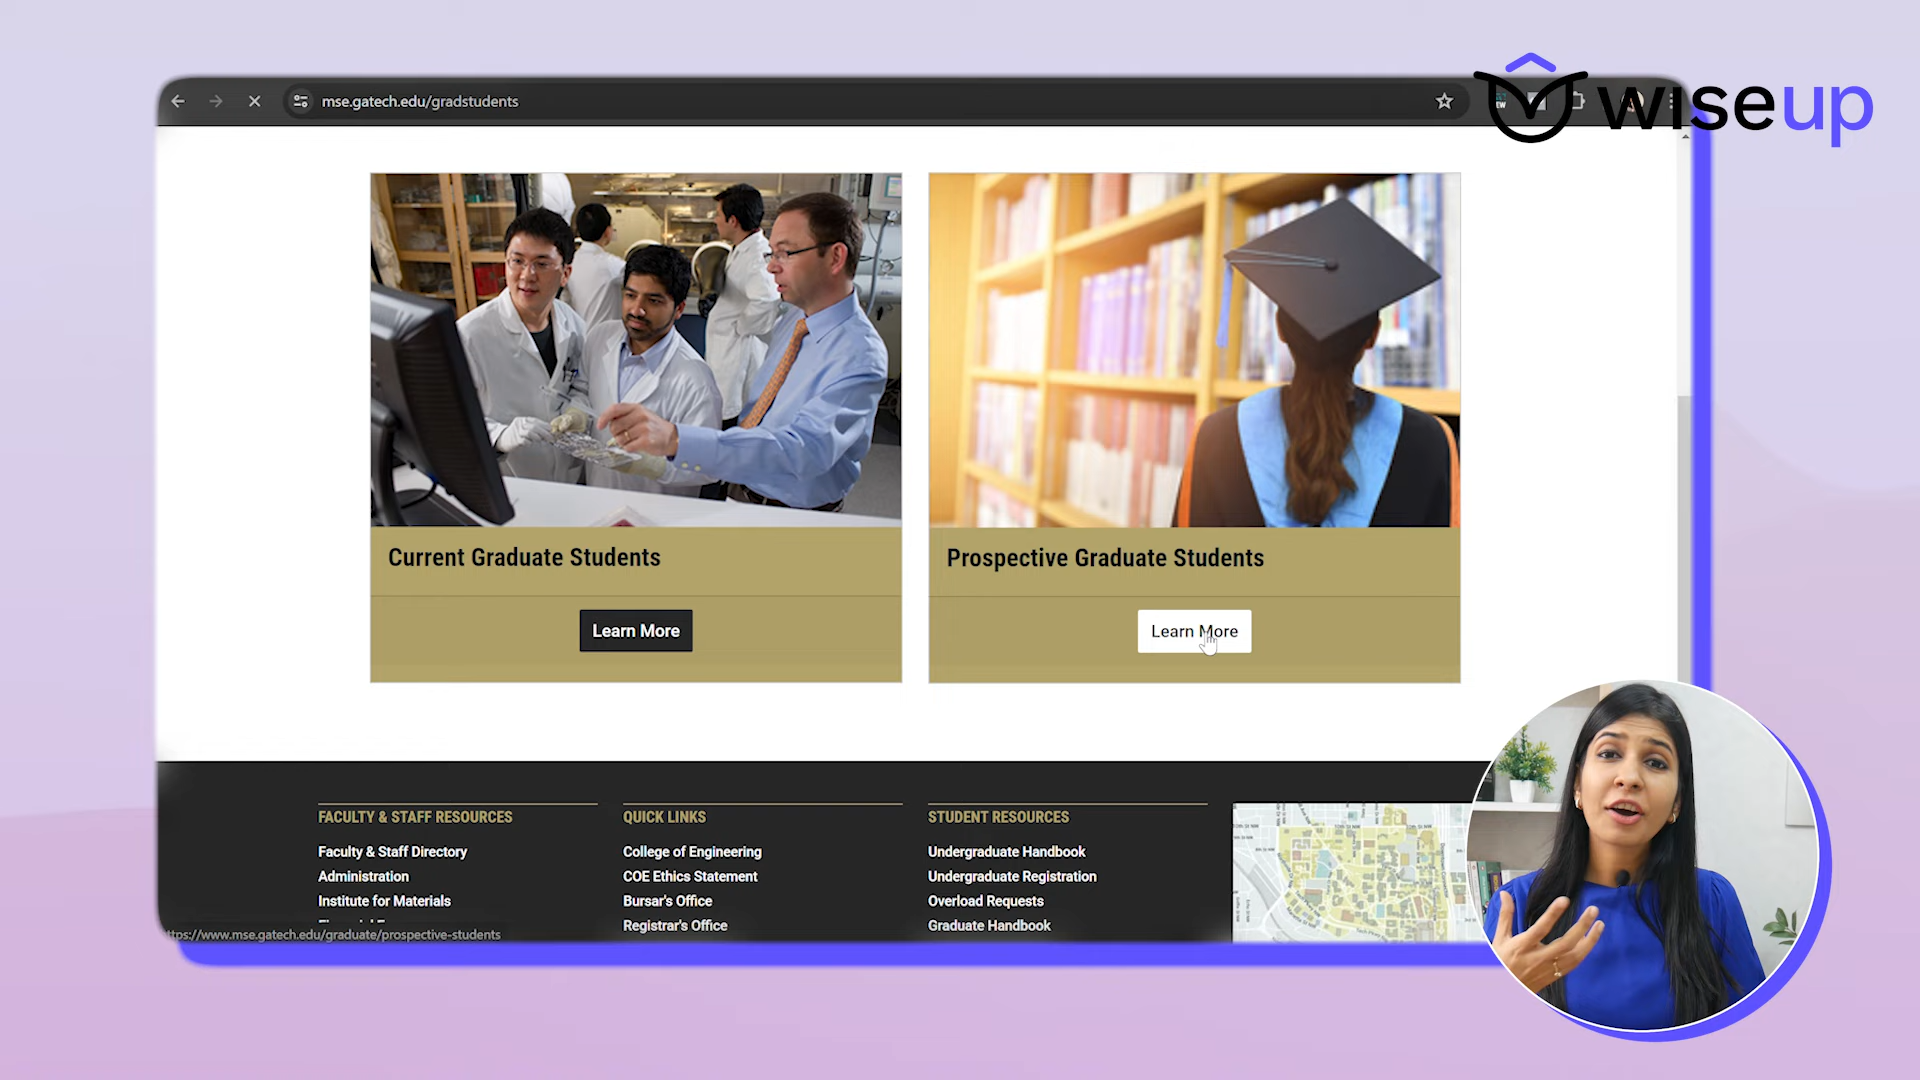 mse.gatech.edu/gradstudents
wiseup
Current Graduate Students
Prospective Graduate Students
Learn More
Learn More
FACULTY & STAFF RESOURCES
Faculty & Staff Directory
Administration
Institute for Materials
QUICK LINKS
College of Engineering
COE Ethics Statement
Bursar's Office
Registrar's Office
STUDENT RESOURCES
Undergraduate Handbook
Undergraduate Registration
Overload Requests
Graduate Handbook
ttps://www.mse.gatech.edu/graduate/prospective-students